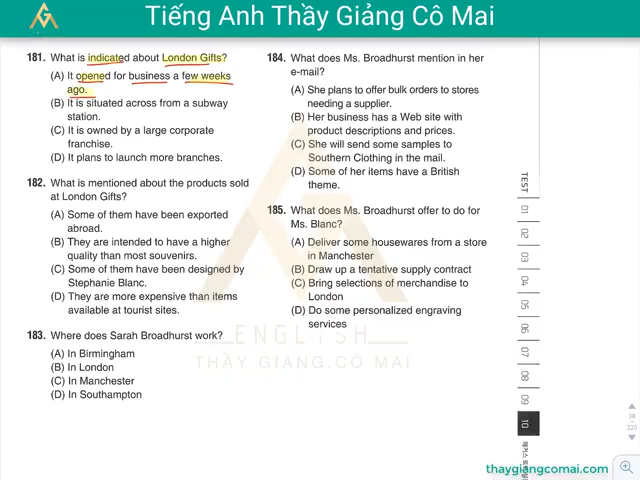 Tiếng Anh Thầy Giảng Cô Mai
181. What is indicated about London Gifts?
(A) It opened for business a few weeks
ago.
(B) It is situated across from a subway
station.
(C) It is owned by a large corporate
franchise.
(D) It plans to launch more branches.
182. What is mentioned about the products sold
at London Gifts?
(A) Some of them have been exported
abroad.
(B) They are intended to have a higher
quality than most souvenirs.
(C) Some of them have been designed by
Stephanie Blanc.
(D) They are more expensive than items
available at tourist sites.
183. Where does Sarah Broadhurst work?
(A) In Birmingham
(B) In London
(C) In Manchester
(D) In Southampton
184. What does Ms. Broadhurst mention in her
e-mail?
(A) She plans to offer bulk orders to stores
needing a supplier.
(B) Her business has a Web site with
product descriptions and prices.
(C) She will send some samples to
Southern Clothing in the mail.
(D) Some of her items have a British
theme.
185. What does Ms. Broadhurst offer to do for
Ms. Blanc?
(A) Deliver some housewares from a store
in Manchester
(B) Draw up a tentative supply contract
(C) Bring selections of merchandise to
London
(D) Do some personalized engraving
services
ENGLISH
THẦY GIẢNG.CÔ MAI
TEST
01
02
03
04
05
06
07
08
09
10
220
thaygiangcomai.com